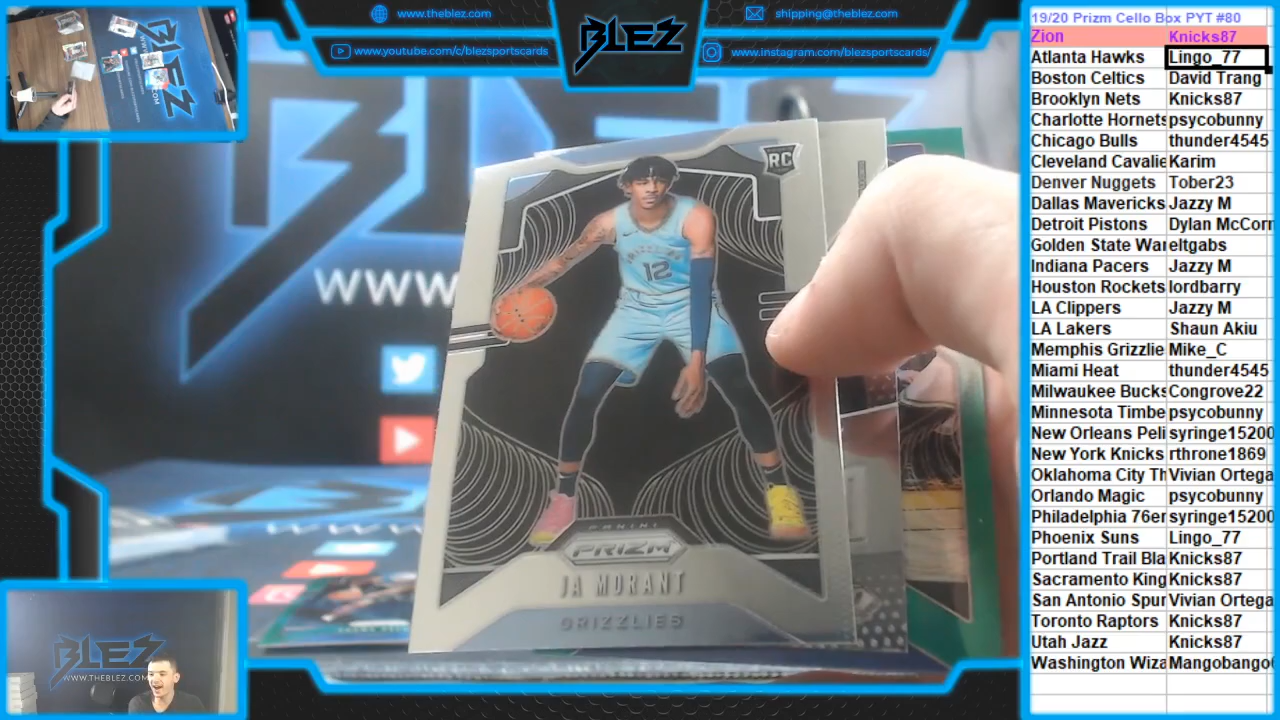 www.theblez.com
shipping@theblez.com
www.youtube.com/c/blezsportscards
www.instagram.com/blezsportscards/
BLEZ
19/20 Prizm Cello Box PYT #80
Zion Knicks87
Atlanta Hawks Lingo_77
Boston Celtics David Trang
Brooklyn Nets Knicks87
Charlotte Hornets psycobunny
Chicago Bulls thunder4545
Cleveland Cavalie Karim
Denver Nuggets Tober23
Dallas Mavericks Jazzy M
Detroit Pistons Dylan McCorn
Golden State War eltgabs
Indiana Pacers Jazzy M
Houston Rockets lordbarry
LA Clippers Jazzy M
LA Lakers Shaun Akiu
Memphis Grizzlie Mike_C
Miami Heat thunder4545
Milwaukee Bucks Congrove22
Minnesota Timbe psycobunny
New Orleans Peli syringe15200
New York Knicks rthrone1869
Oklahoma City Th Vivian Ortega
Orlando Magic psycobunny
Philadelphia 76er syringe15200
Phoenix Suns Lingo_77
Portland Trail Bla Knicks87
Sacramento King Knicks87
San Antonio Spur Vivian Ortega
Toronto Raptors Knicks87
Utah Jazz Knicks87
Washington Wiza Mangobango
RC
GRIZZLIES
12
PANINI
PRIZM
JA MORANT
GRIZZLIES
WWW
BLEZ
WWW.THEBLEZ.COM
BLEZ
.COM